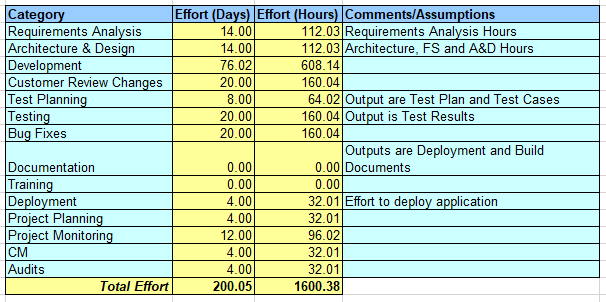 Category Effort (Days) Effort (Hours) Comments/Assumptions
Requirements Analysis 14.00 112.03 Requirements Analysis Hours
Architecture & Design 14.00 112.03 Architecture, FS and A&D Hours
Development 76.02 608.14
Customer Review Changes 20.00 160.04
Test Planning 8.00 64.02 Output are Test Plan and Test Cases
Testing 20.00 160.04 Output is Test Results
Bug Fixes 20.00 160.04
Outputs are Deployment and Build
Documentation 0.00 0.00 Documents
Training 0.00 0.00
Deployment 4.00 32.01 Effort to deploy application
Project Planning 4.00 32.01
Project Monitoring 12.00 96.02
CM 4.00 32.01
Audits 4.00 32.01
Total Effort 200.05 1600.38